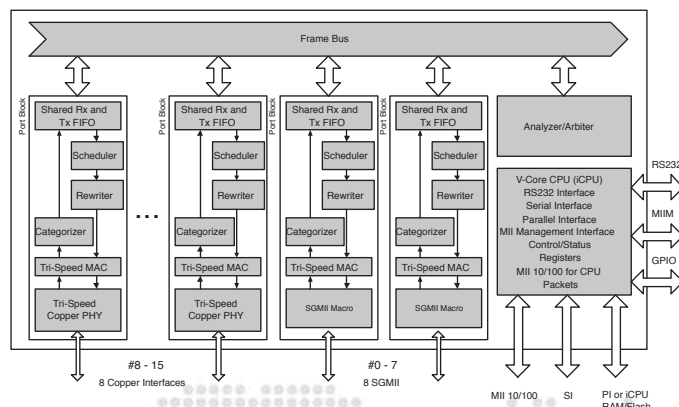 Frame Bus
Port Block
Shared Rx and
Tx FIFO
Scheduler
Rewriter
Categorizer
Tri-Speed MAC
Tri-Speed
Copper PHY
...
Port Block
Shared Rx and
Tx FIFO
Scheduler
Rewriter
Categorizer
Tri-Speed MAC
Tri-Speed
Copper PHY
Port Block
Shared Rx and
Tx FIFO
Scheduler
Rewriter
Categorizer
Tri-Speed MAC
SGMII Macro
Port Block
Shared Rx and
Tx FIFO
Scheduler
Rewriter
Categorizer
Tri-Speed MAC
SGMII Macro
Analyzer/Arbiter
V-Core CPU (iCPU)
RS232 Interface
Serial Interface
Parallel Interface
MII Management Interface
Control/Status
Registers
MII 10/100 for CPU
Packets
RS232
MIIM
GPIO
#8 - 15
8 Copper Interfaces
#0 - 7
8 SGMII
MII 10/100
SI
PI or iCPU
RAM/Flash